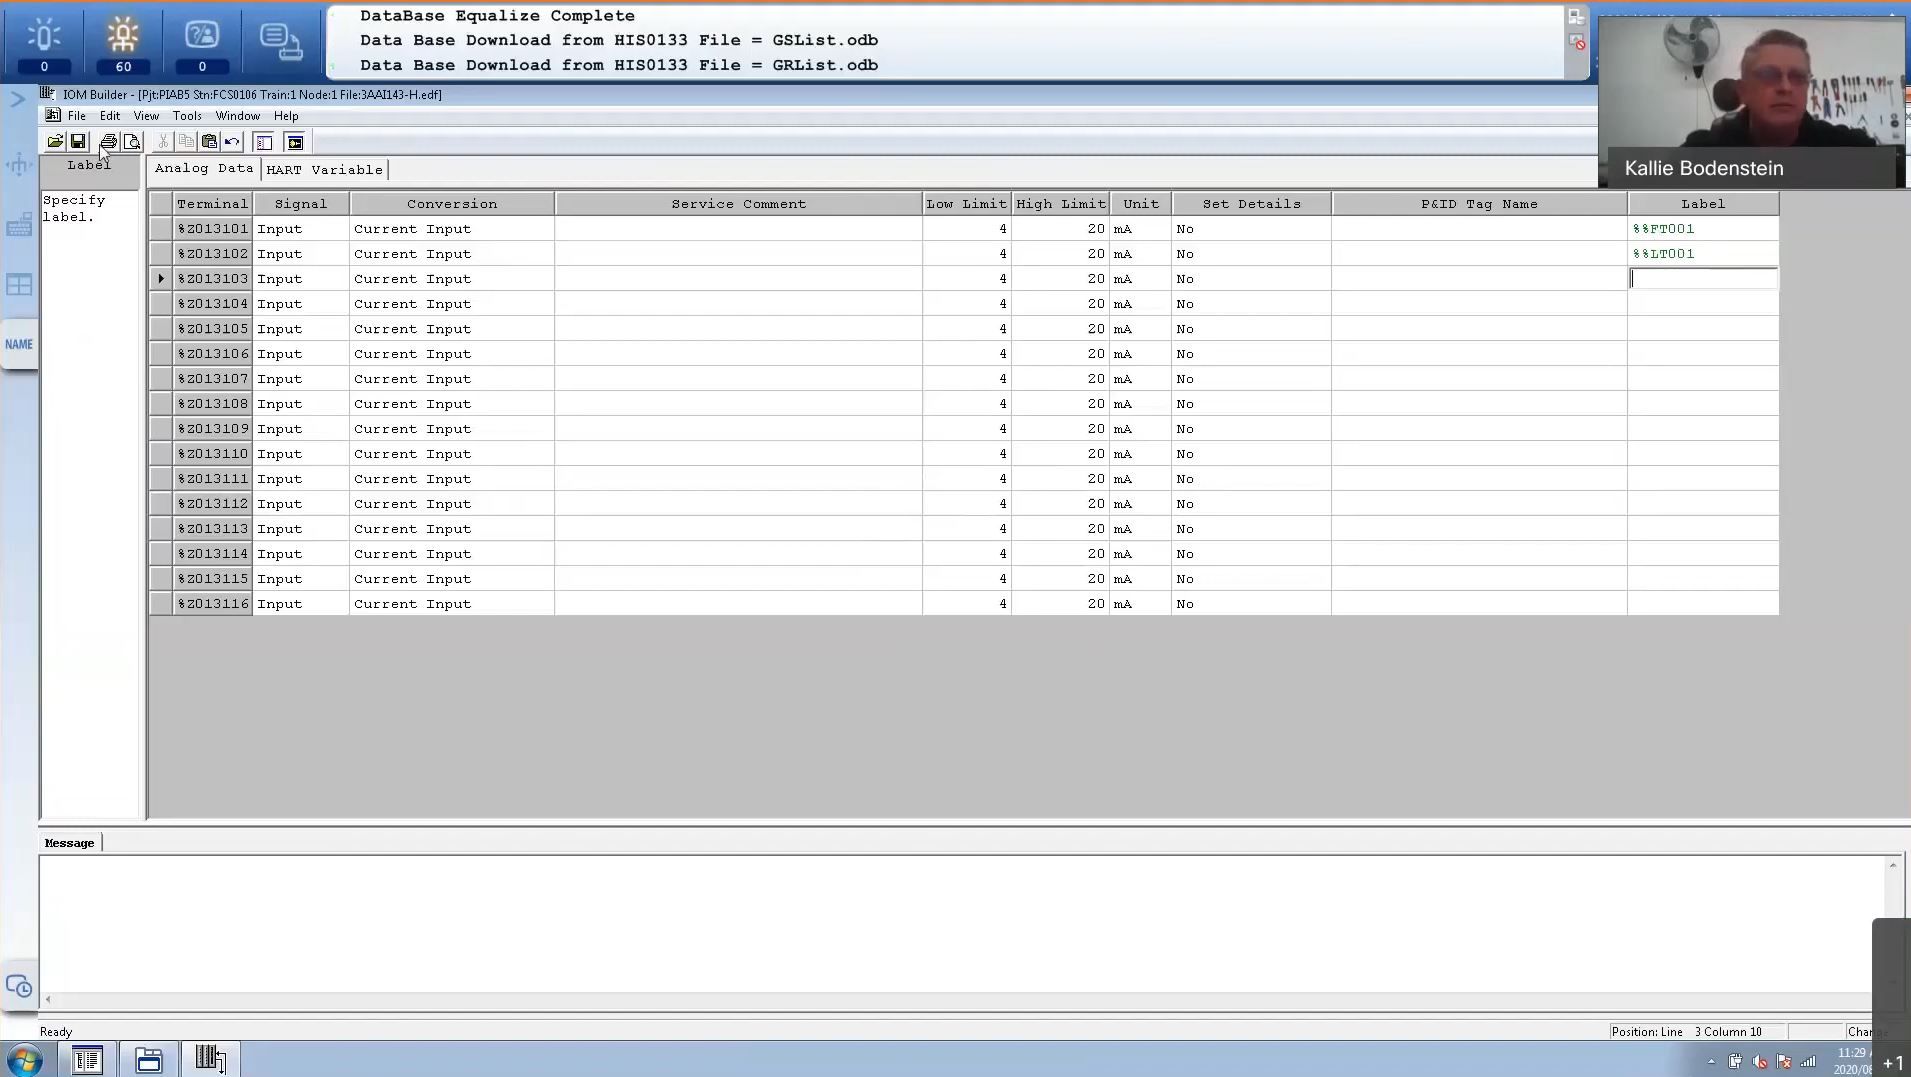 DataBase Equalize Complete
Data Base Download from HIS0133 File = GSList.odb
Data Base Download from HIS0133 File = GRList.odb
0 60 0
IOM Builder - [Pjt:PIAB5 Stn:FCS0106 Train:1 Node:1 File:3AAI143-H.edf]
File Edit View Tools Window Help
Kallie Bodenstein
Label
Specify
label.
Analog Data HART Variable
Terminal Signal Conversion Service Comment Low Limit High Limit Unit Set Details P&ID Tag Name Label
%Z013101 Input Current Input 4 20 mA No %%FT001
%Z013102 Input Current Input 4 20 mA No %%LT001
%Z013103 Input Current Input 4 20 mA No
%Z013104 Input Current Input 4 20 mA No
%Z013105 Input Current Input 4 20 mA No
%Z013106 Input Current Input 4 20 mA No
%Z013107 Input Current Input 4 20 mA No
%Z013108 Input Current Input 4 20 mA No
%Z013109 Input Current Input 4 20 mA No
%Z013110 Input Current Input 4 20 mA No
%Z013111 Input Current Input 4 20 mA No
%Z013112 Input Current Input 4 20 mA No
%Z013113 Input Current Input 4 20 mA No
%Z013114 Input Current Input 4 20 mA No
%Z013115 Input Current Input 4 20 mA No
%Z013116 Input Current Input 4 20 mA No
NAME
Message
Ready Position: Line 3 Column 10
11:29
2020/08
+1